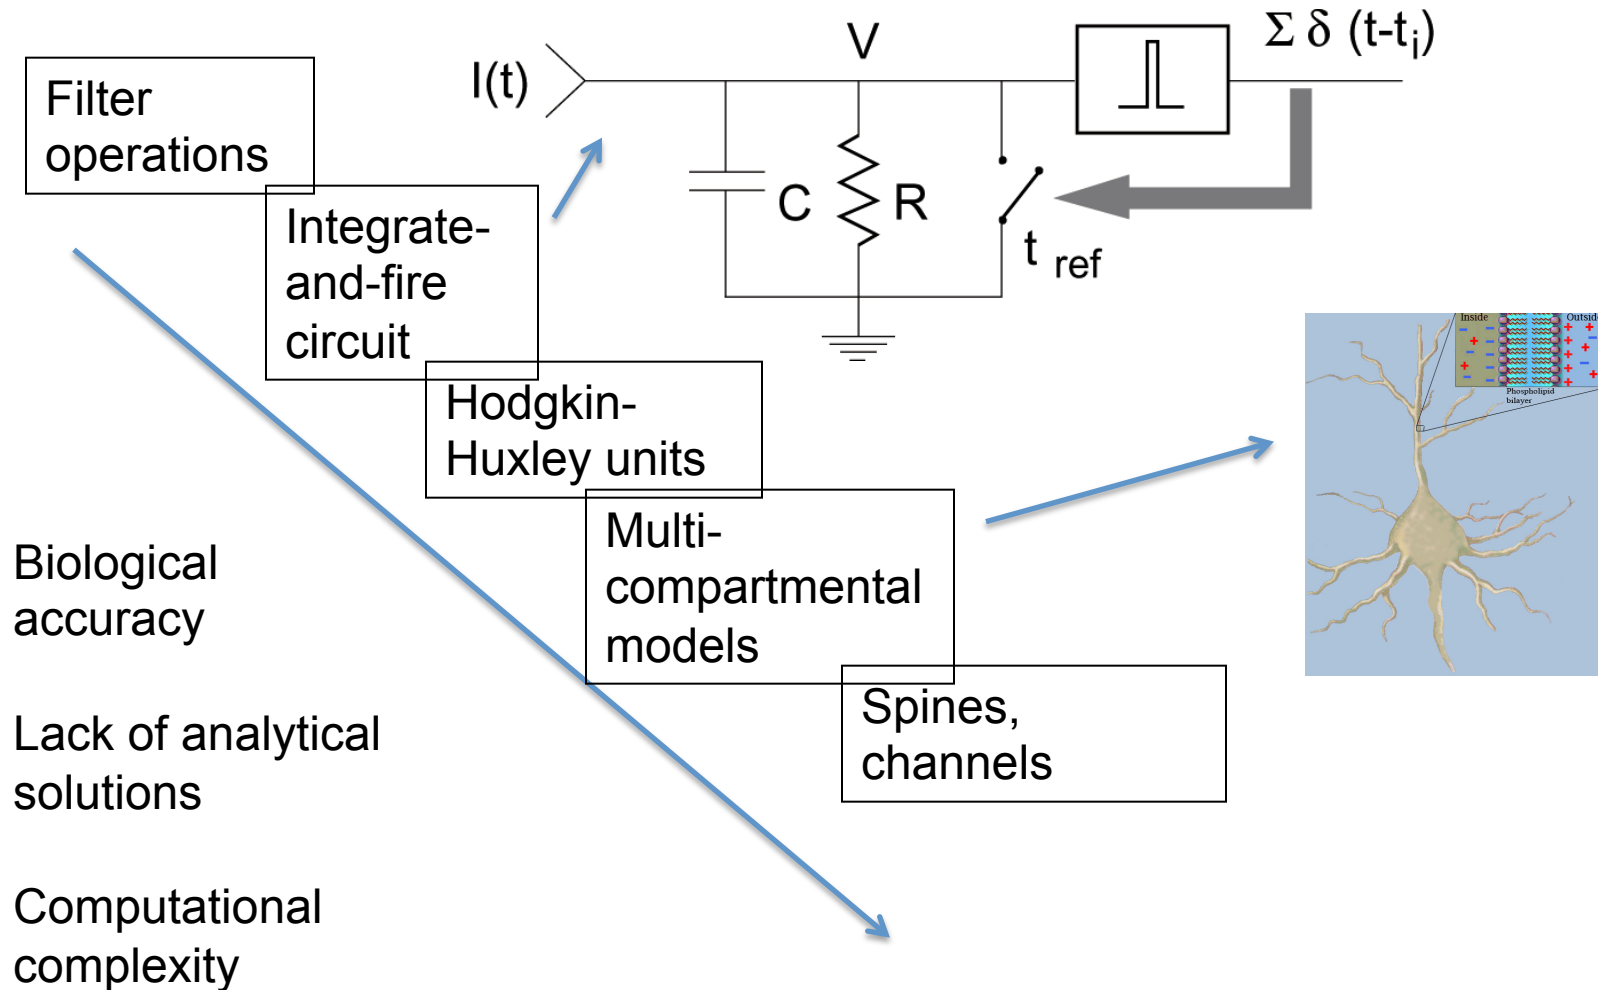 Filter
operations
Integrate-
and-fire
circuit
Hodgkin-
Huxley units
Multi-
compartmental
models
Spines,
channels
Biological
accuracy
Lack of analytical
solutions
Computational
complexity
I(t)
V
Σ δ (t-ti)
C
R
t ref
Inside
Outside
Phospholipid
bilayer